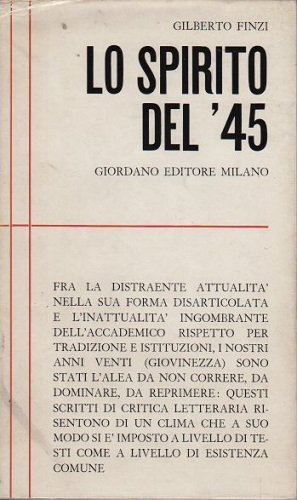 GILBERTO FINZI
LO SPIRITO
DEL '45
GIORDANO EDITORE MILANO
FRA LA DISTRAENTE ATTUALITA'
NELLA SUA FORMA DISARTICOLATA
E L'INATTUALITA' INGOMBRANTE
DELL'ACCADEMICO RISPETTO PER
TRADIZIONE E ISTITUZIONI, I NOSTRI
ANNI VENTI (GIOVINEZZA) SONO
STATI L'ALEA DA NON CORRERE, DA
DOMINARE, DA REPRIMERE: QUESTI
SCRITTI DI CRITICA LETTERARIA RI-
SENTONO DI UN CLIMA CHE A SUO
MODO SI E' IMPOSTO A LIVELLO DI TE-
STI COME A LIVELLO DI ESISTENZA
COMUNE